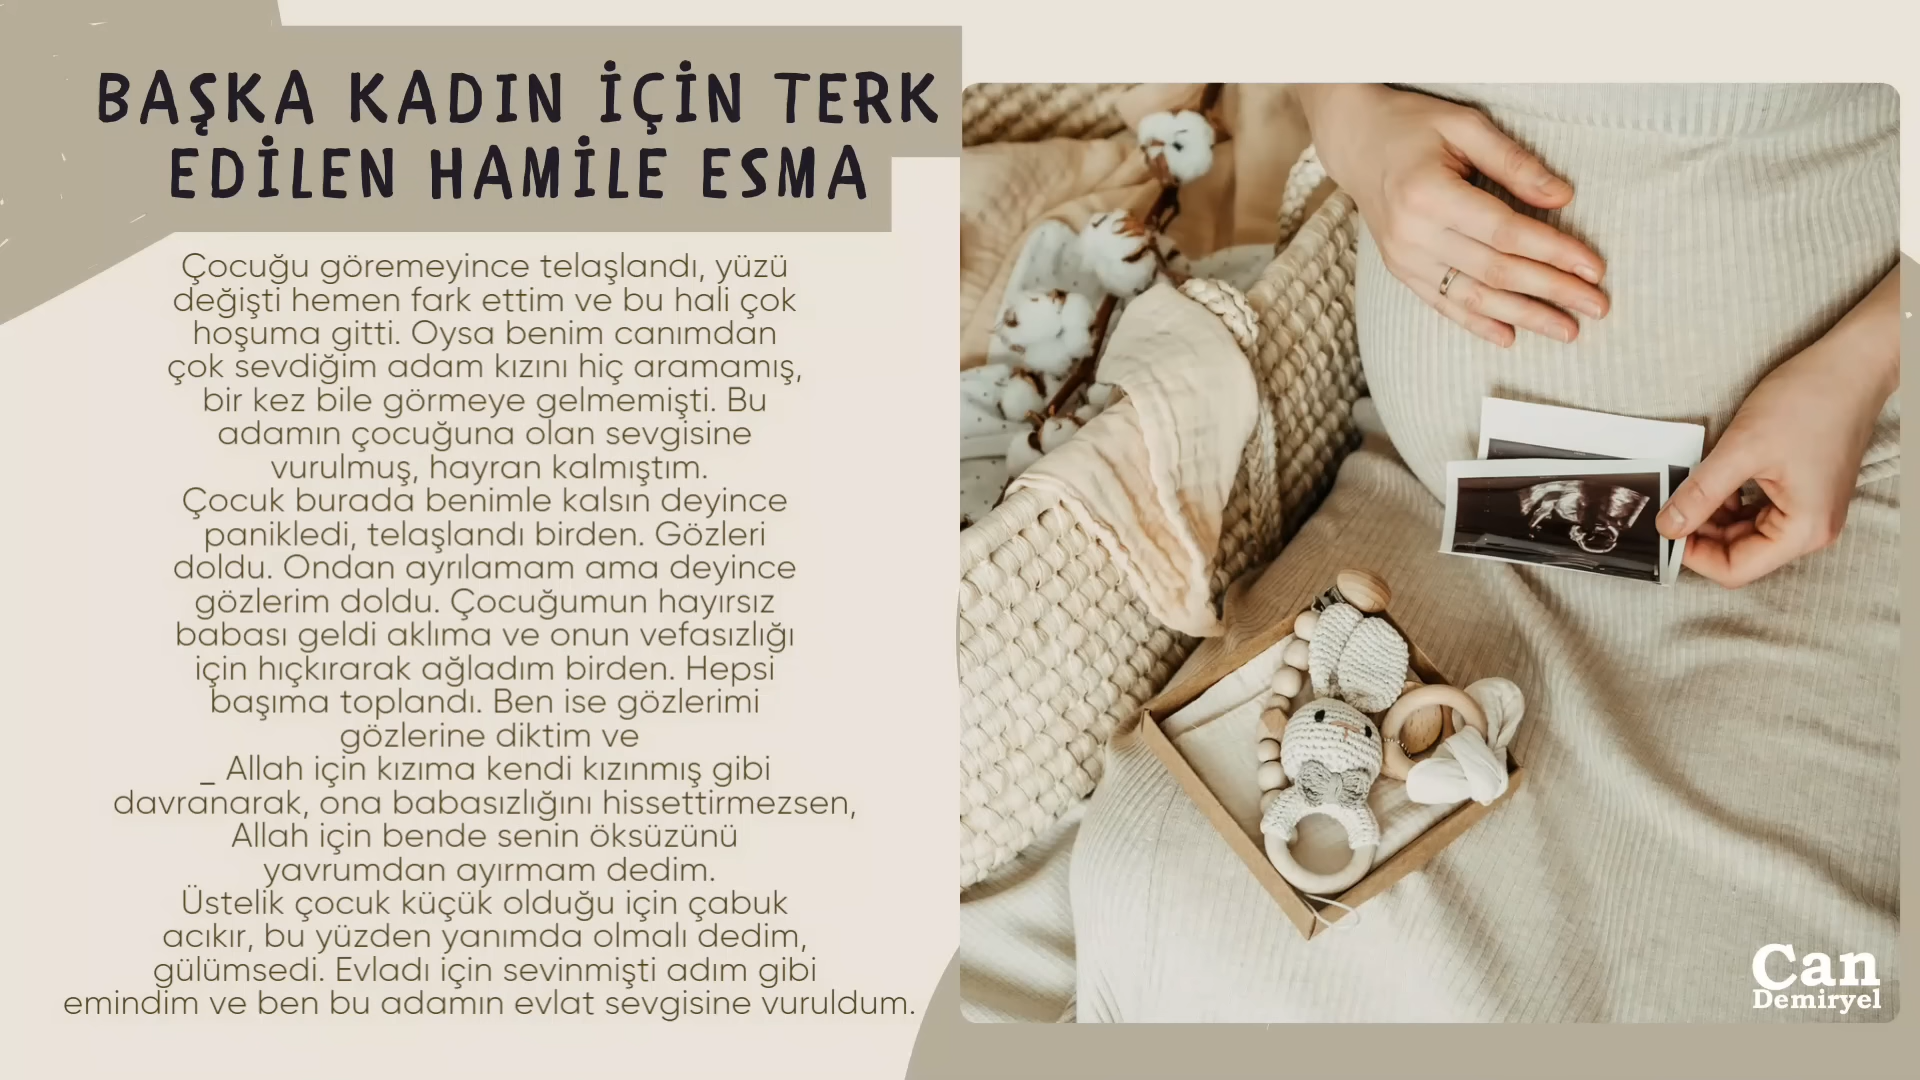 BAŞKA KADIN İÇİN TERK
EDİLEN HAMİLE ESMA
Çocuğu göremeyince telaşlandı, yüzü
değişti hemen fark ettim ve bu hali çok
hoşuma gitti. Oysa benim canımdan
çok sevdiğim adam kızını hiç aramamış,
bir kez bile görmeye gelmemişti. Bu
adamın çocuğuna olan sevgisine
vurulmuş, hayran kalmıştım.
Çocuk burada benimle kalsın deyince
panikledi, telaşlandı birden. Gözleri
doldu. Ondan ayrılamam ama deyince
gözlerim doldu. Çocuğumun hayırsız
babası geldi aklıma ve onun vefasızlığı
için hıçkırarak ağladım birden. Hepsi
başıma toplandı. Ben ise gözlerimi
gözlerine diktim ve
_ Allah için kızıma kendi kızınmış gibi
davranarak, ona babasızlığını hissettirmezsen,
Allah için bende senin öksüzünü
yavrumdan ayırmam dedim.
Üstelik çocuk küçük olduğu için çabuk
acıkır, bu yüzden yanımda olmalı dedim,
gülümsedi. Evladı için sevinmişti adım gibi
emindim ve ben bu adamın evlat sevgisine vuruldum.
Can
Demiryel